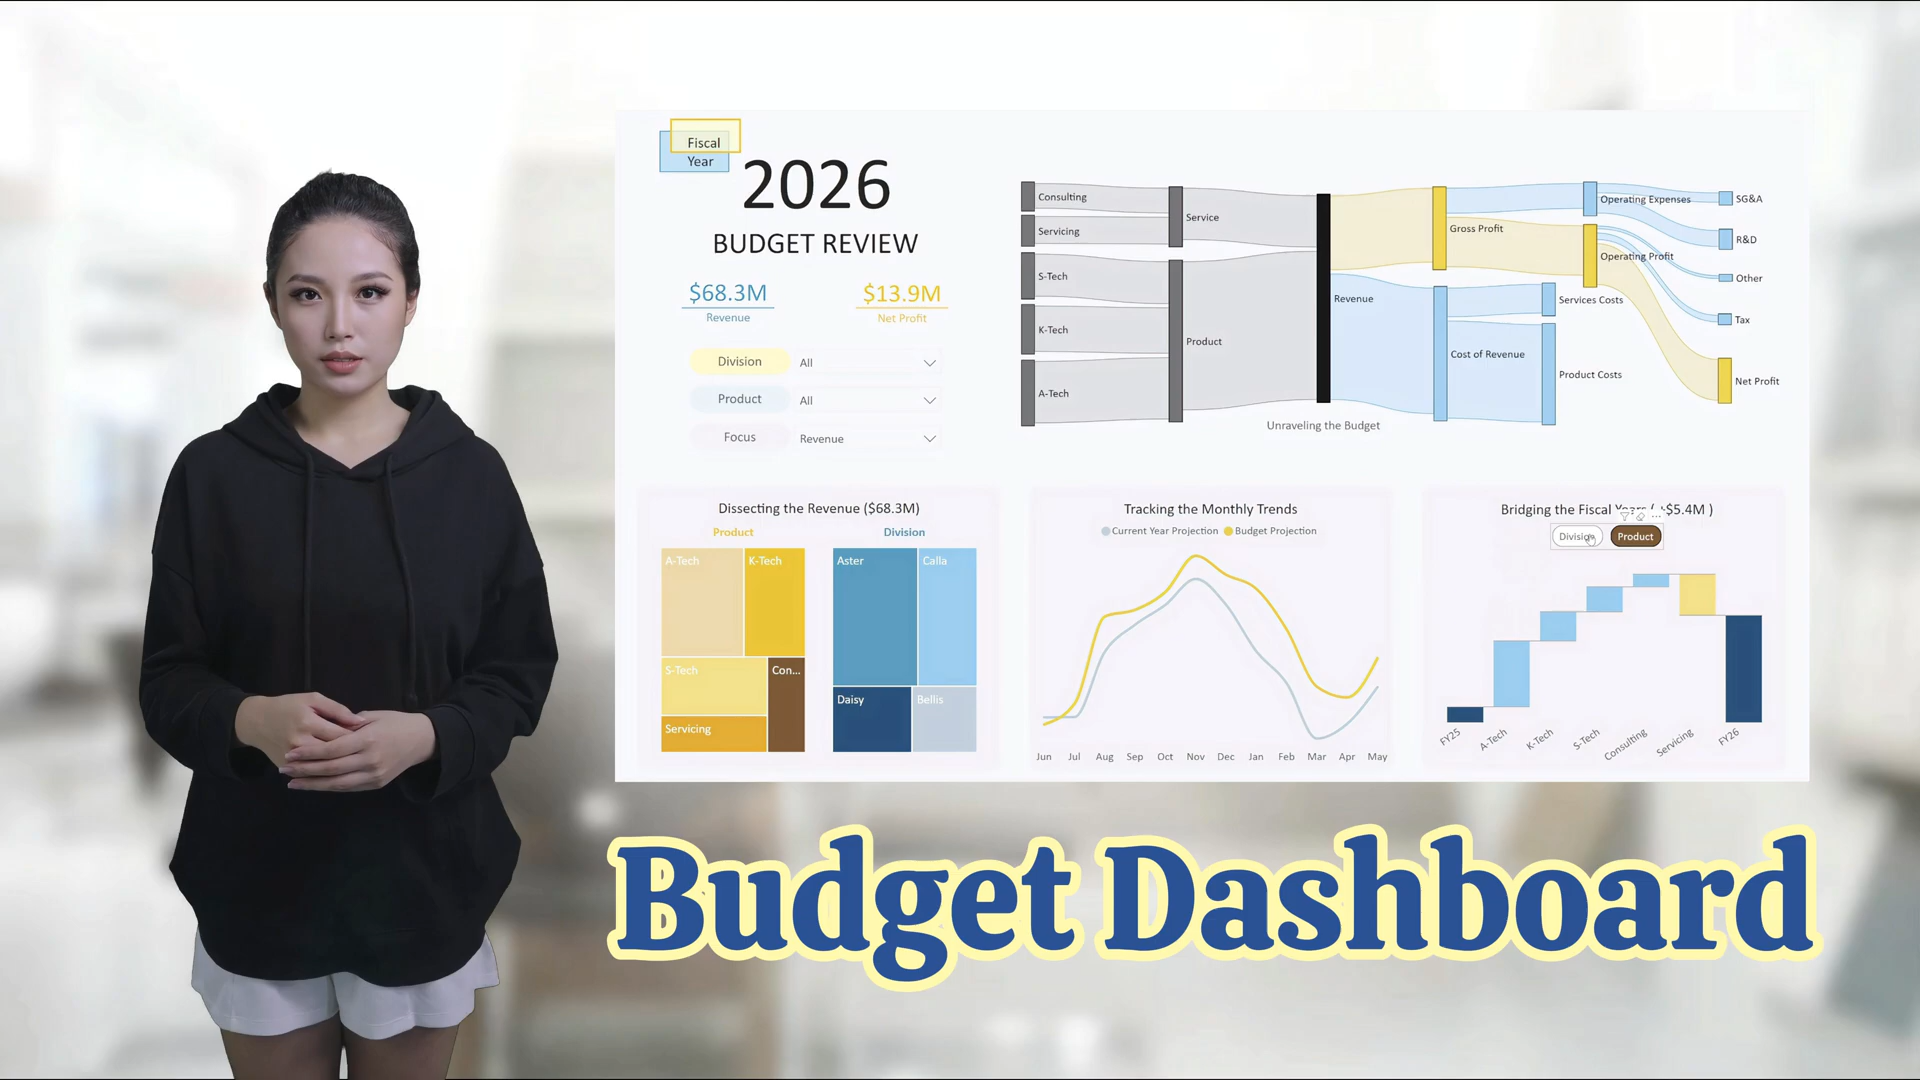 Fiscal
Year
2026
BUDGET REVIEW
$68.3M
Revenue
$13.9M
Net Profit
Division
All
Product
All
Focus
Revenue
Consulting
Servicing
S-Tech
K-Tech
A-Tech
Service
Product
Revenue
Gross Profit
Cost of Revenue
Operating Expenses
Operating Profit
Services Costs
Product Costs
SG&A
R&D
Other
Tax
Net Profit
Unraveling the Budget
Dissecting the Revenue ($68.3M)
Product
Division
A-Tech
K-Tech
S-Tech
Con...
Servicing
Aster
Calla
Daisy
Bellis
Tracking the Monthly Trends
Current Year Projection
Budget Projection
Jun Jul Aug Sep Oct Nov Dec Jan Feb Mar Apr May
Bridging the Fiscal Years ( +$5.4M )
Division
Product
FY25
A-Tech
K-Tech
S-Tech
Consulting
Servicing
FY26
Budget Dashboard